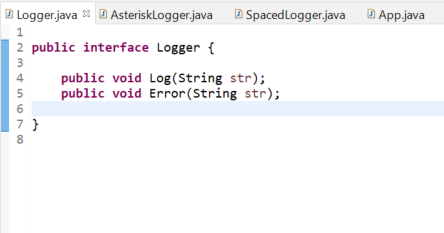 Logger.java AsteriskLogger.java SpacedLogger.java App.java
1
2 public interface Logger {
3
4 public void Log(String str);
5 public void Error(String str);
6
7 }
8